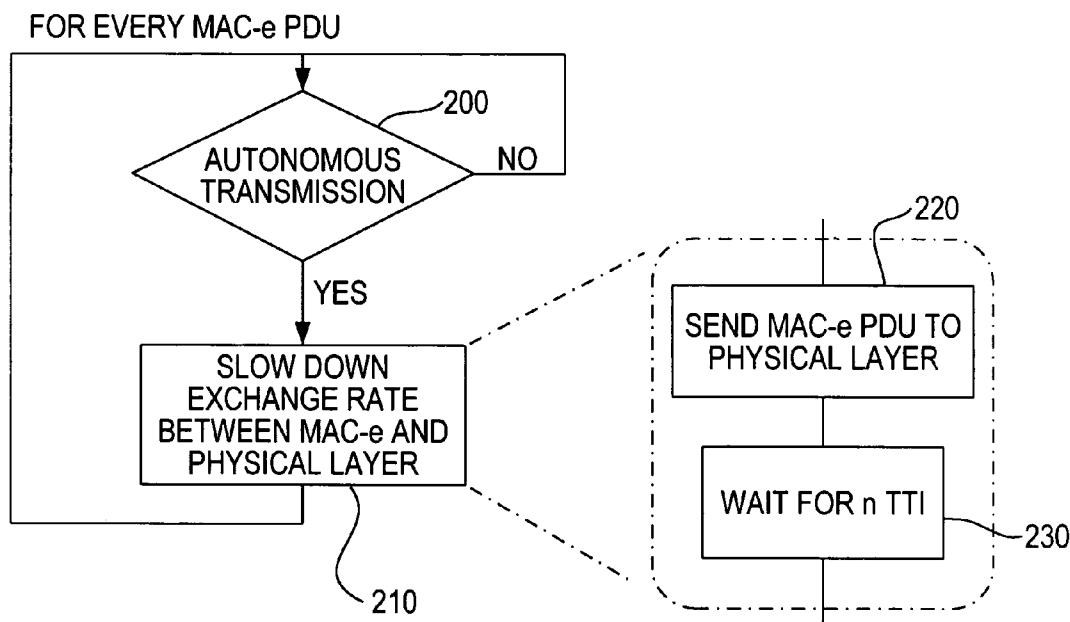 FOR EVERY MAC-e PDU
200
AUTONOMOUS
TRANSMISSION
NO
YES
SLOW DOWN
EXCHANGE RATE
BETWEEN MAC-e AND
PHYSICAL LAYER
210
220
SEND MAC-e PDU TO
PHYSICAL LAYER
WAIT FOR n TTI
230